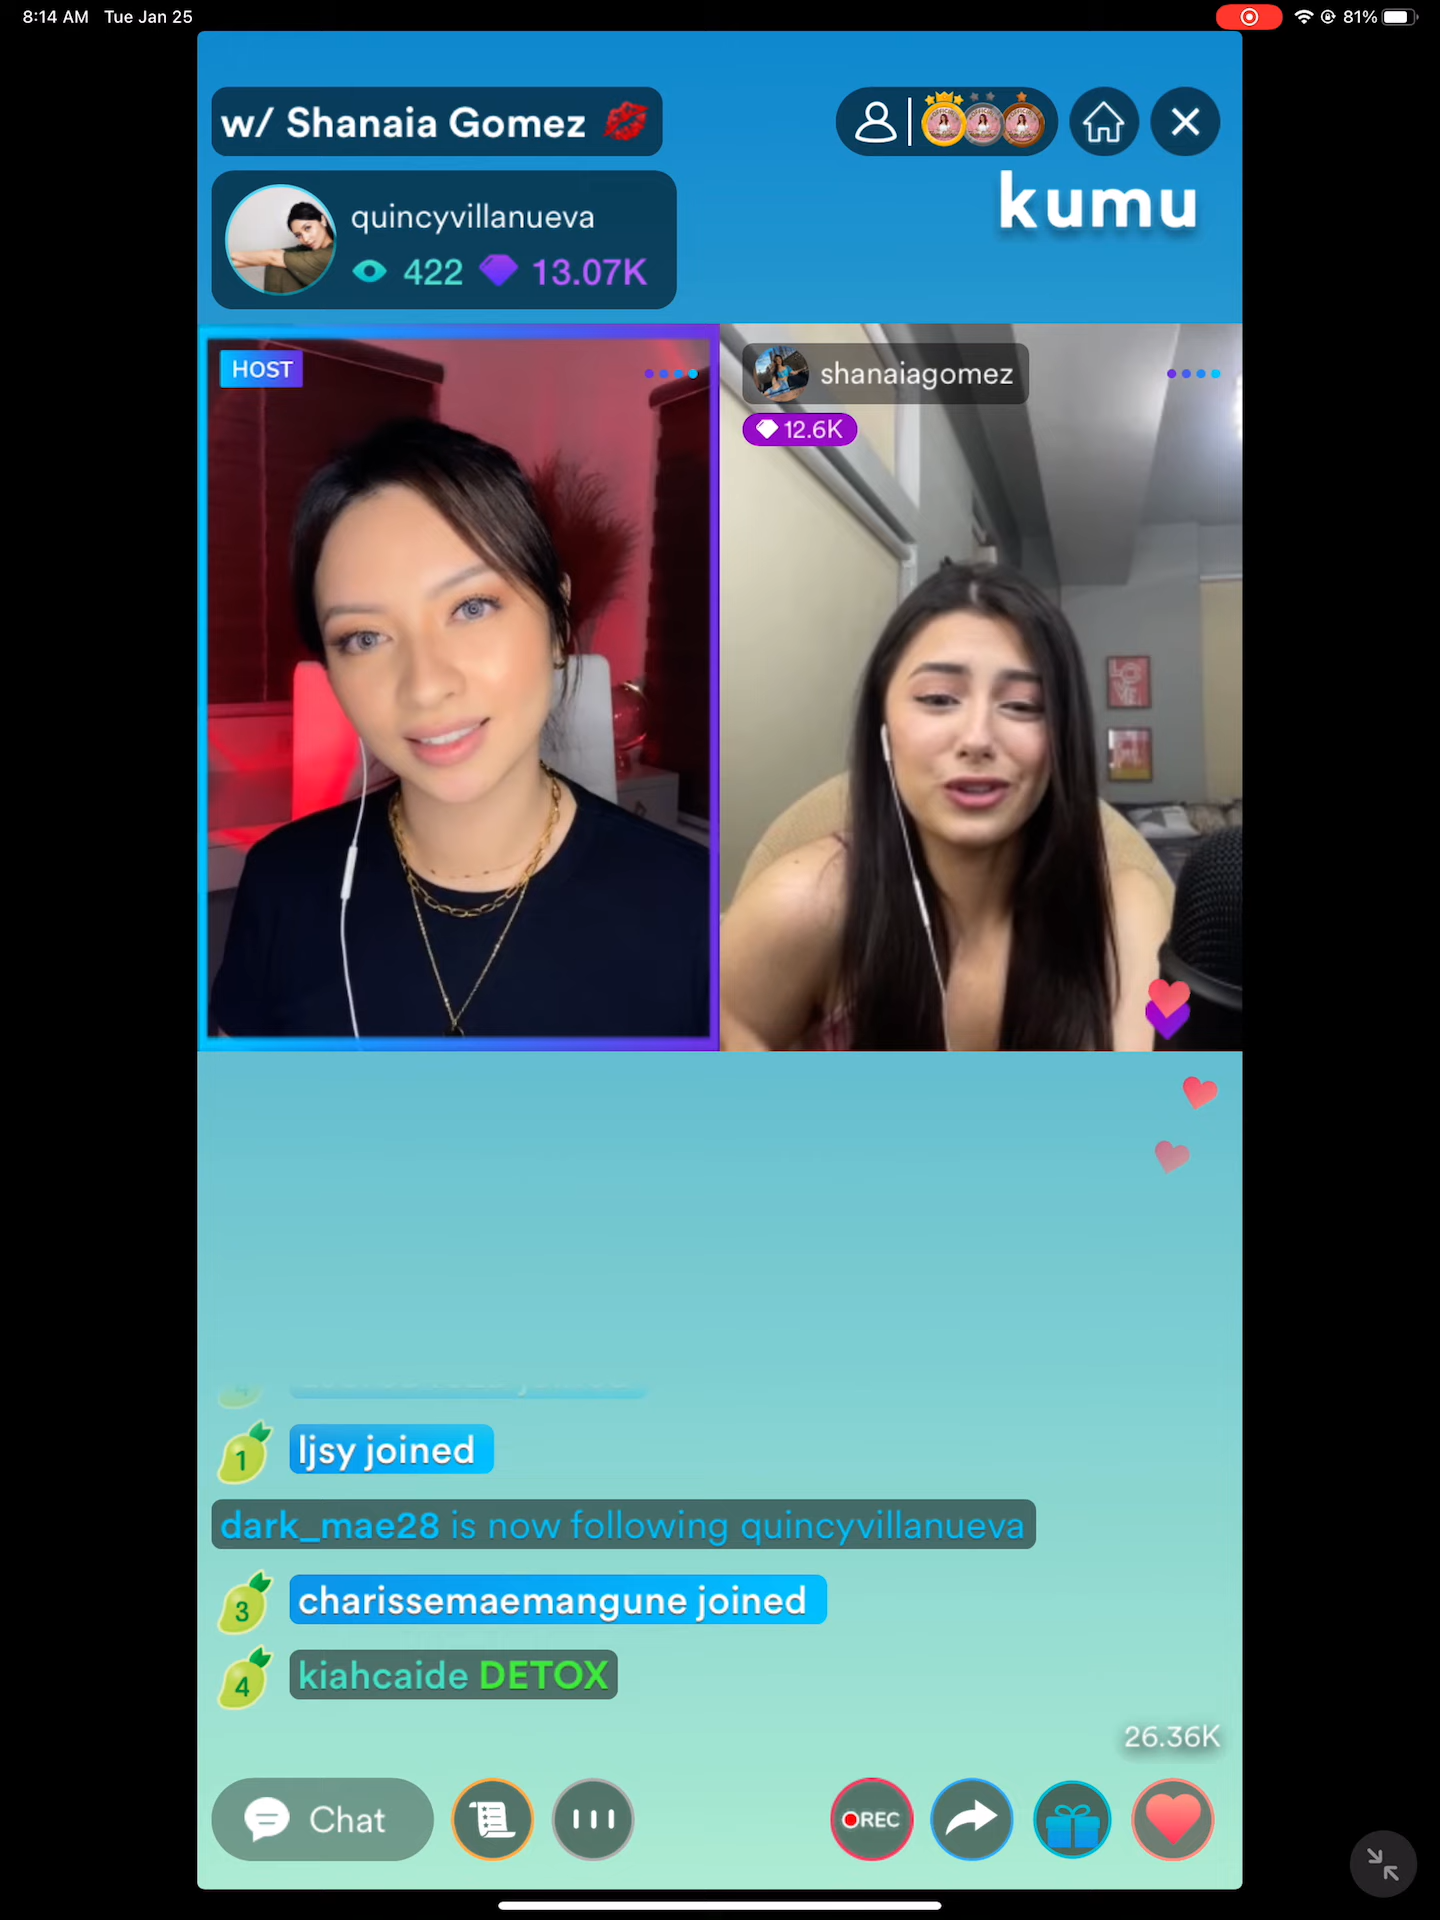 8:14 AM Tue Jan 25
81%
w/ Shanaia Gomez
kumu
quincyvillanueva
422 13.07K
HOST
shanaiagomez
12.6K
LOVE
1 ljsy joined
dark_mae28 is now following quincyvillanueva
3 charissemaemangune joined
4 kiahcaide DETOX
26.36K
Chat
REC